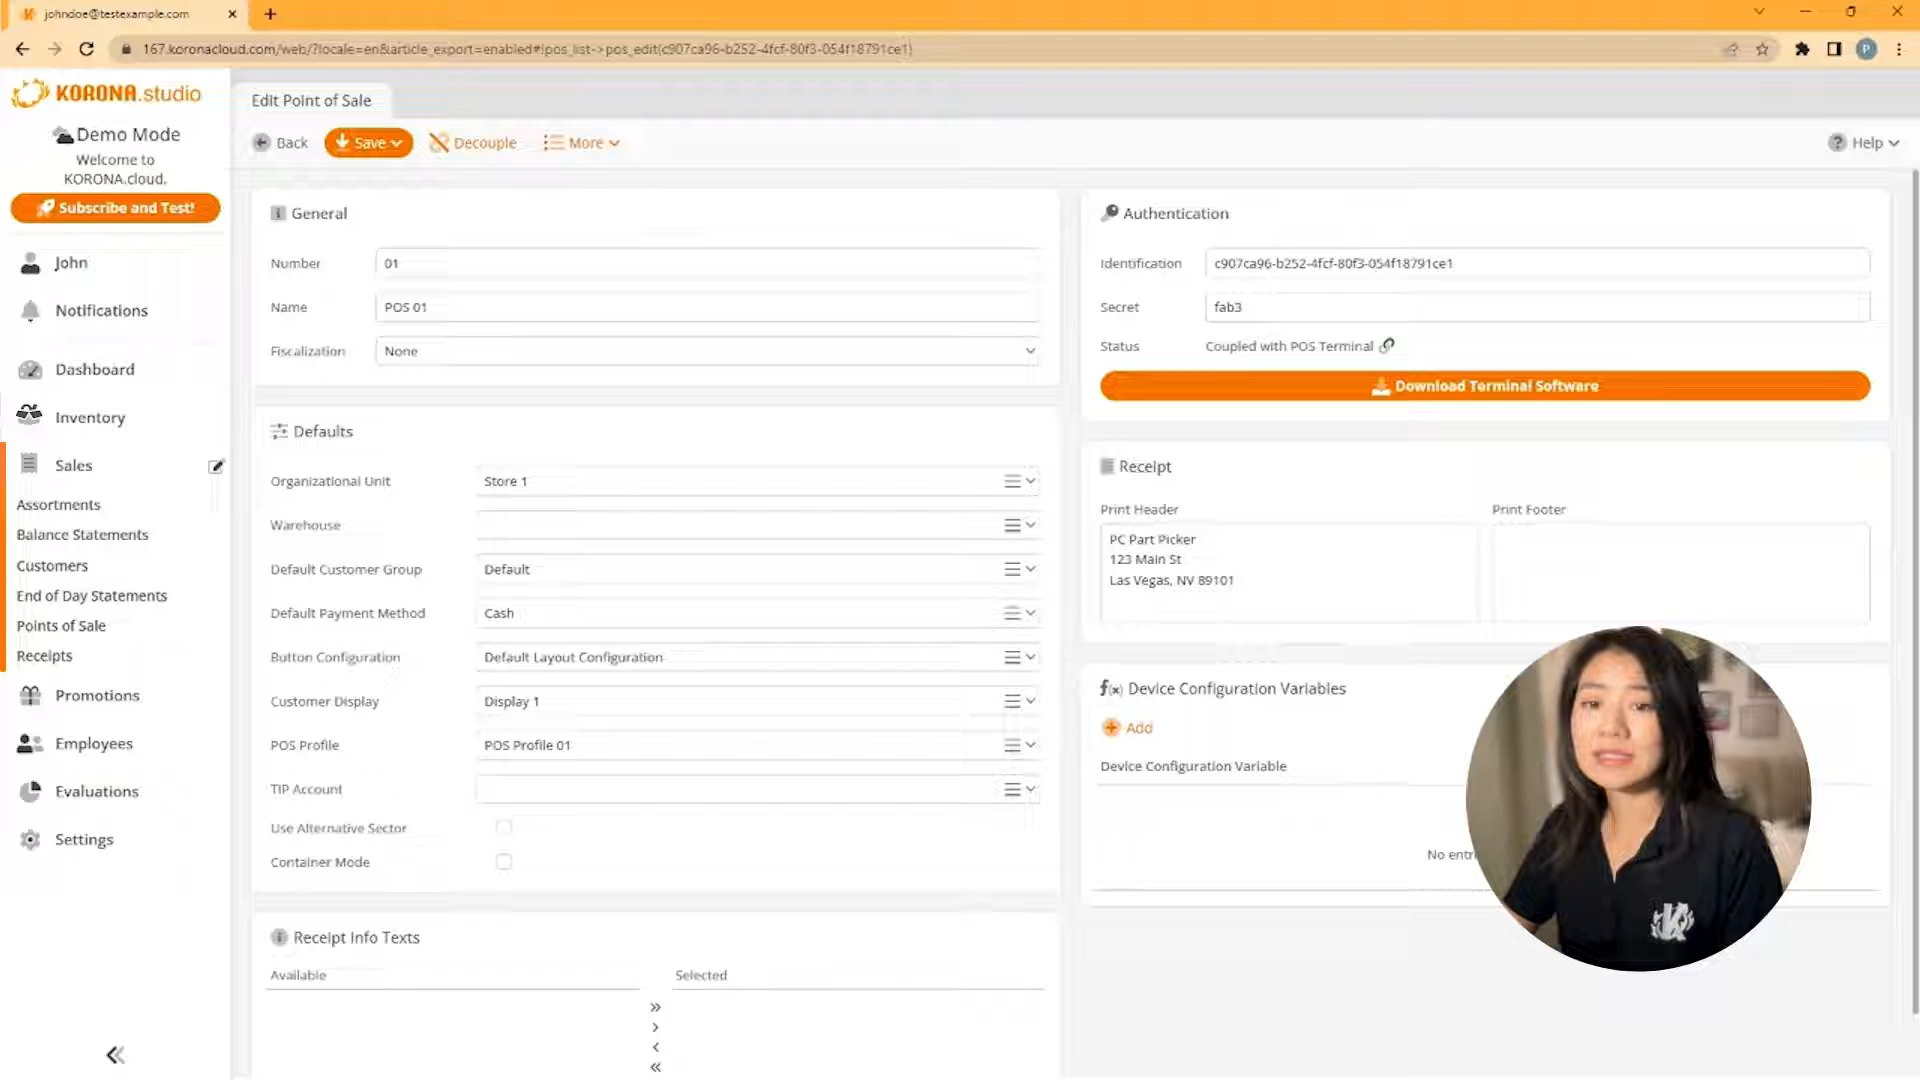 johndoe@testexample.com
167.koronacloud.com/web/?locale=en&article_export=enabled#!pos_list->pos_edit(c907ca96-b252-4fcf-80f3-054f18791ce1)
P
KORONA.studio
Demo Mode
Welcome to
KORONA.cloud.
Subscribe and Test!
John
Notifications
Dashboard
Inventory
Sales
Assortments
Balance Statements
Customers
End of Day Statements
Points of Sale
Receipts
Promotions
Employees
Evaluations
Settings
Edit Point of Sale
Back
Save
Decouple
More
Help
General
Number 01
Name POS 01
Fiscalization None
Defaults
Organizational Unit Store 1
Warehouse
Default Customer Group Default
Default Payment Method Cash
Button Configuration Default Layout Configuration
Customer Display Display 1
POS Profile POS Profile 01
TIP Account
Use Alternative Sector
Container Mode
Receipt Info Texts
Available Selected
Authentication
Identification c907ca96-b252-4fcf-80f3-054f18791ce1
Secret fab3
Status Coupled with POS Terminal
Download Terminal Software
Receipt
Print Header Print Footer
PC Part Picker
123 Main St
Las Vegas, NV 89101
f(x) Device Configuration Variables
Add
Device Configuration Variable
No entri